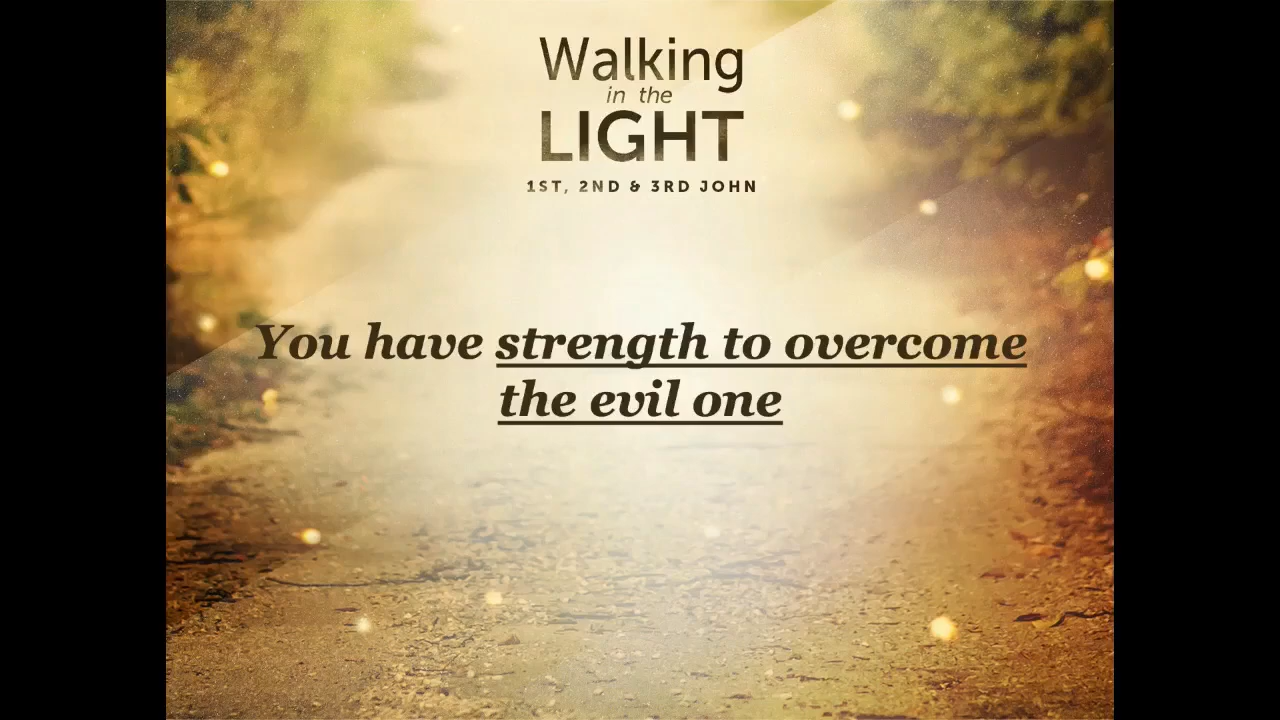 Walking
in the
LIGHT
1ST, 2ND & 3RD JOHN
You have strength to overcome
the evil one